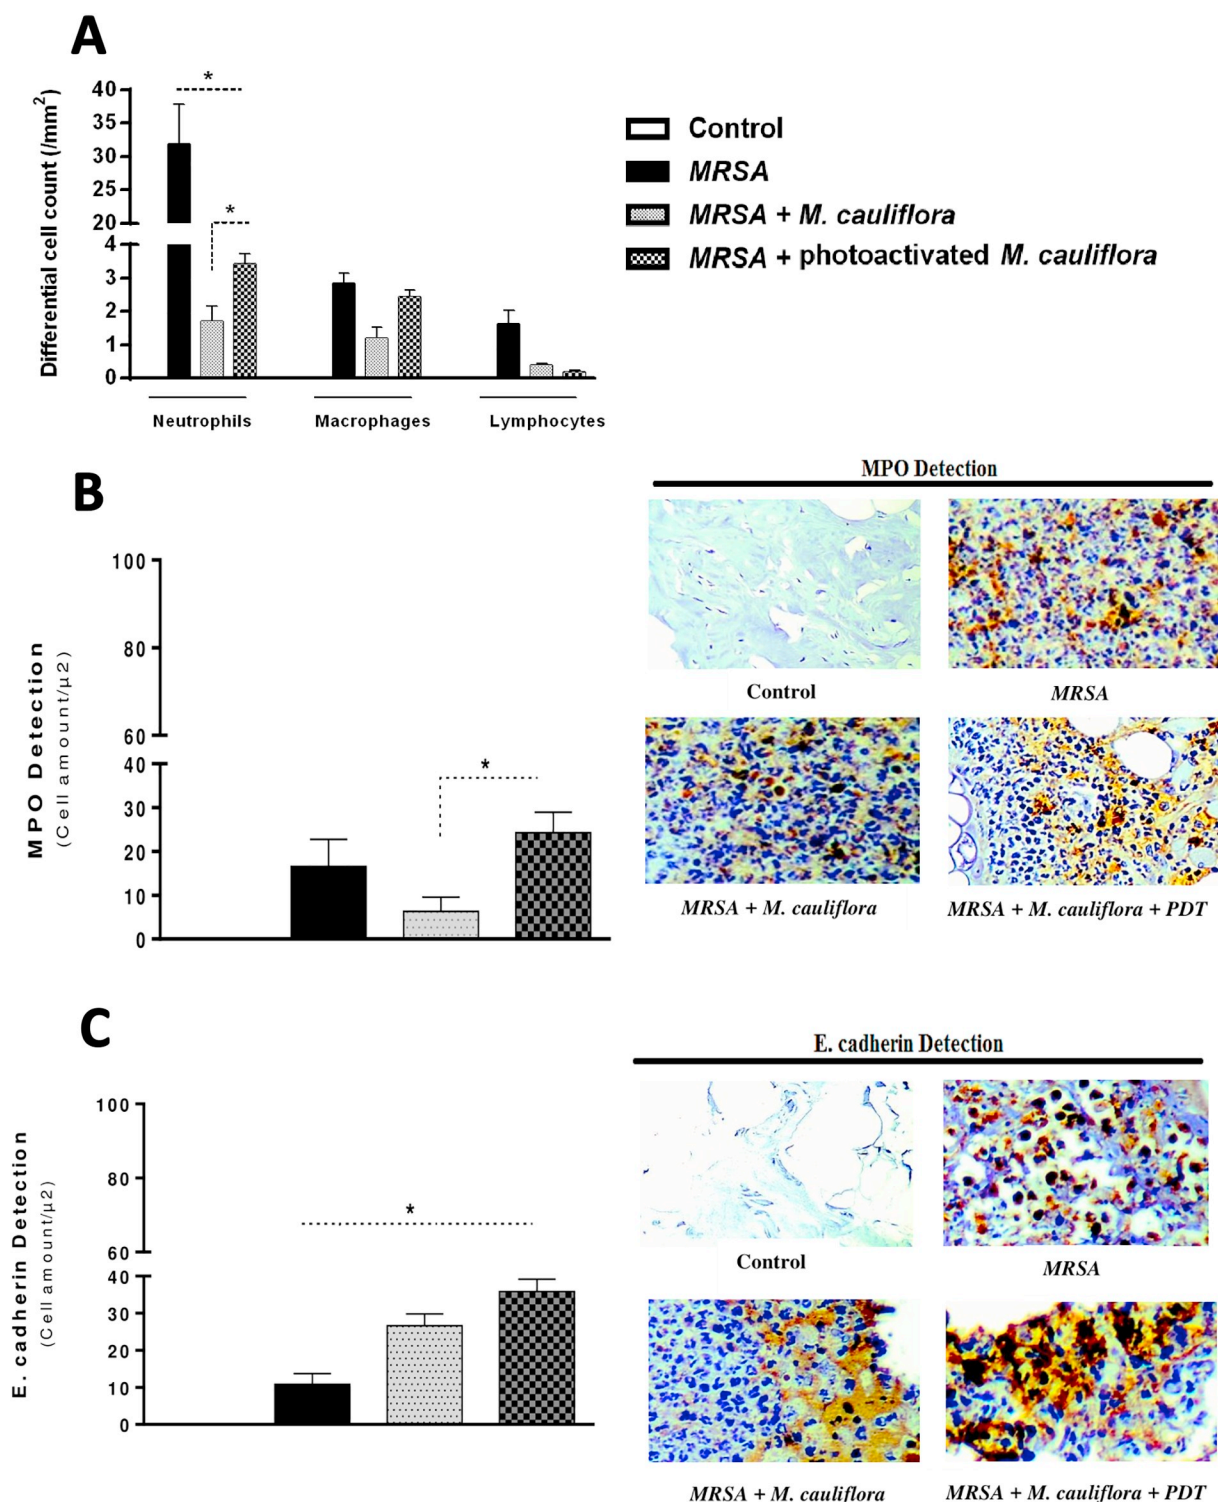 A
Differential cell count (/mm2)
40
35
30
25
20
4
3
2
1
0
*
*
Neutrophils
Macrophages
Lymphocytes
Control
MRSA
MRSA + M. cauliflora
MRSA + photoactivated M. cauliflora
B
MPO Detection
(Cell amount/µ2)
100
80
60
40
30
20
10
0
*
MPO Detection
Control
MRSA
MRSA + M. cauliflora
MRSA + M. cauliflora + PDT
C
E. cadherin Detection
(Cell amount/µ2)
100
80
60
40
30
20
10
0
*
E. cadherin Detection
Control
MRSA
MRSA + M. cauliflora
MRSA + M. cauliflora + PDT